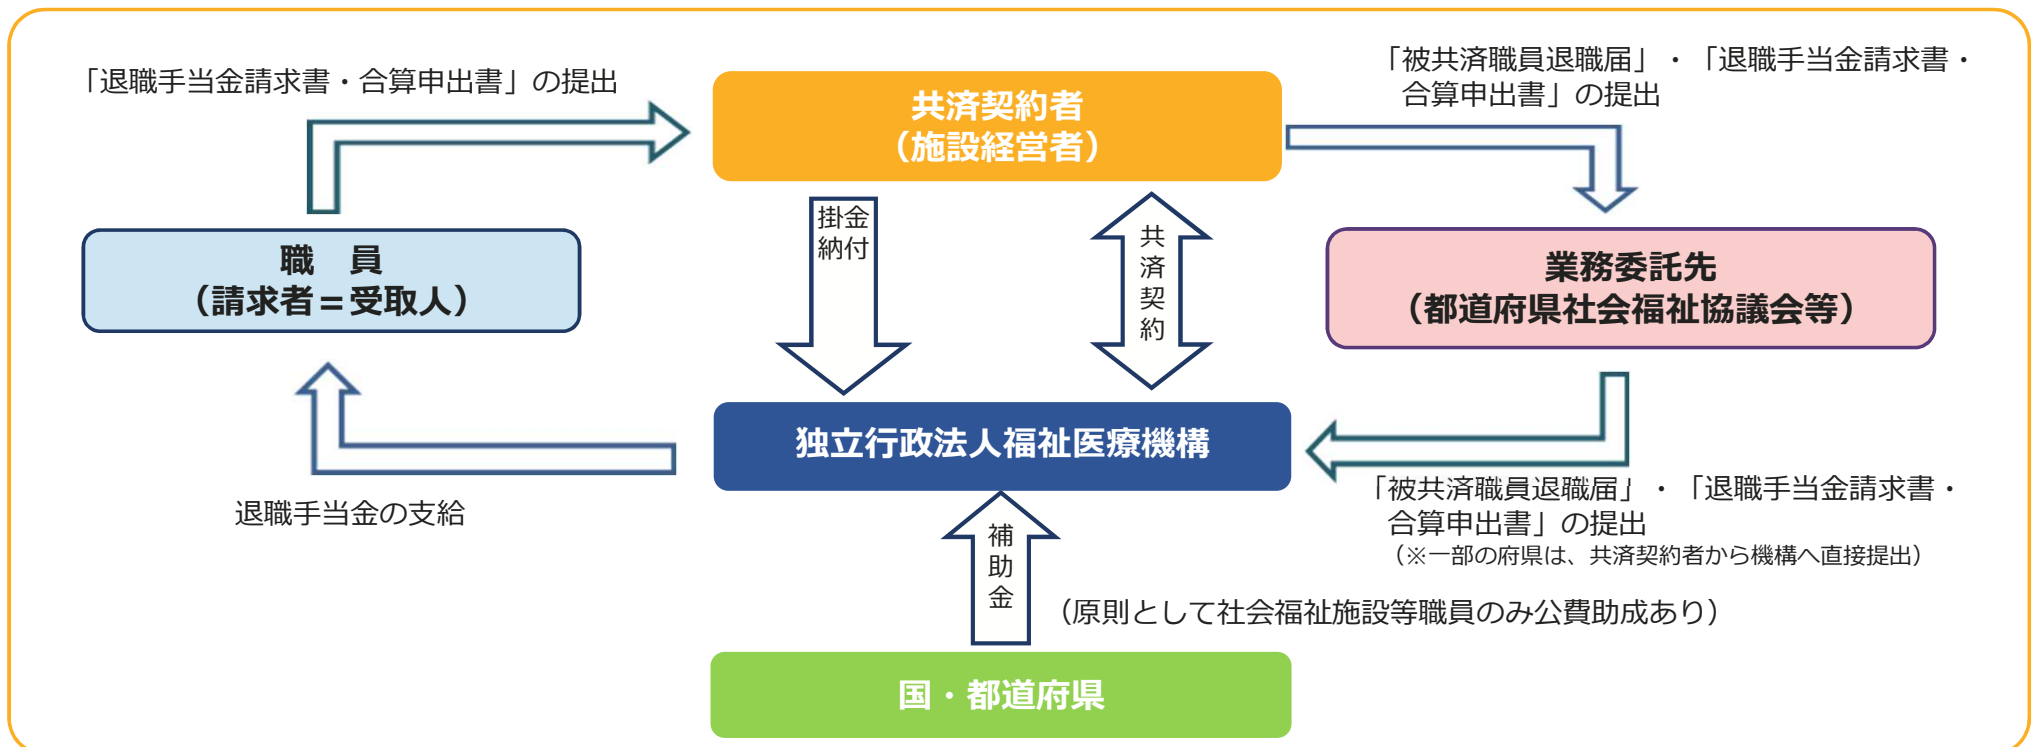 「退職手当金請求書・合算申出書」の提出
共済契約者
（施設経営者）
「被共済職員退職届」・「退職手当金請求書・
合算申出書」の提出
職　員
（請求者＝受取人）
掛金
納付
共済契約
業務委託先
（都道府県社会福祉協議会等）
独立行政法人福祉医療機構
退職手当金の支給
「被共済職員退職届」・「退職手当金請求書・
合算申出書」の提出
（※一部の府県は、共済契約者から機構へ直接提出）
補助金
（原則として社会福祉施設等職員のみ公費助成あり）
国・都道府県